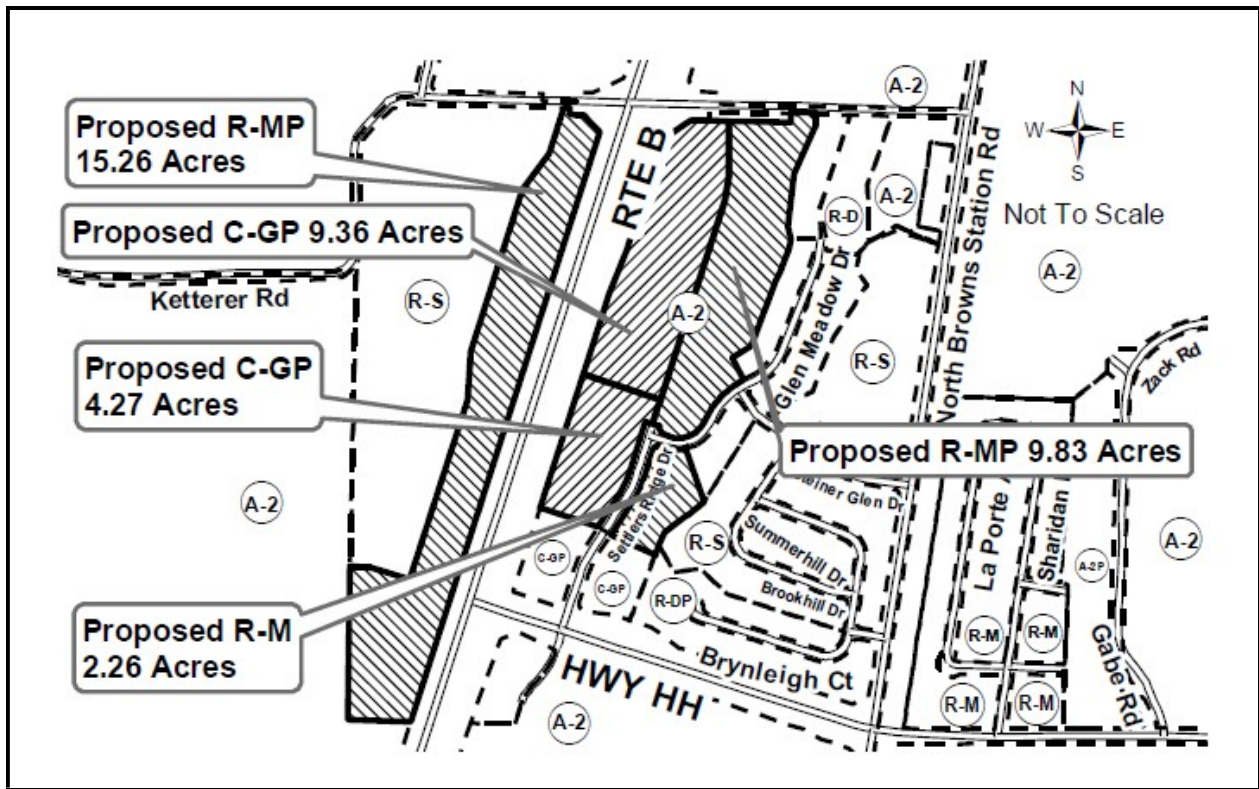 A-2
Proposed R-MP
15.26 Acres
RTE B
North Browns Station Rd
N
W E
S
Not To Scale
R-D
A-2
Proposed C-GP 9.36 Acres
A-2
Ketterer Rd
R-S
A-2
Glen Meadow Dr
R-S
Zack Rd
Proposed C-GP
4.27 Acres
Proposed R-MP 9.83 Acres
Settlers Ridge Dr
Glen Dr
La Porte
Sharidan
A-2
R-S
Summerhill Dr
A-2
C-GP
C-GP
R-DP
Brookhill Dr
A-2P
Proposed R-M
2.26 Acres
R-M
R-M
Gabe Rd
Brynleigh Ct
HWY HH
R-M
R-M
A-2